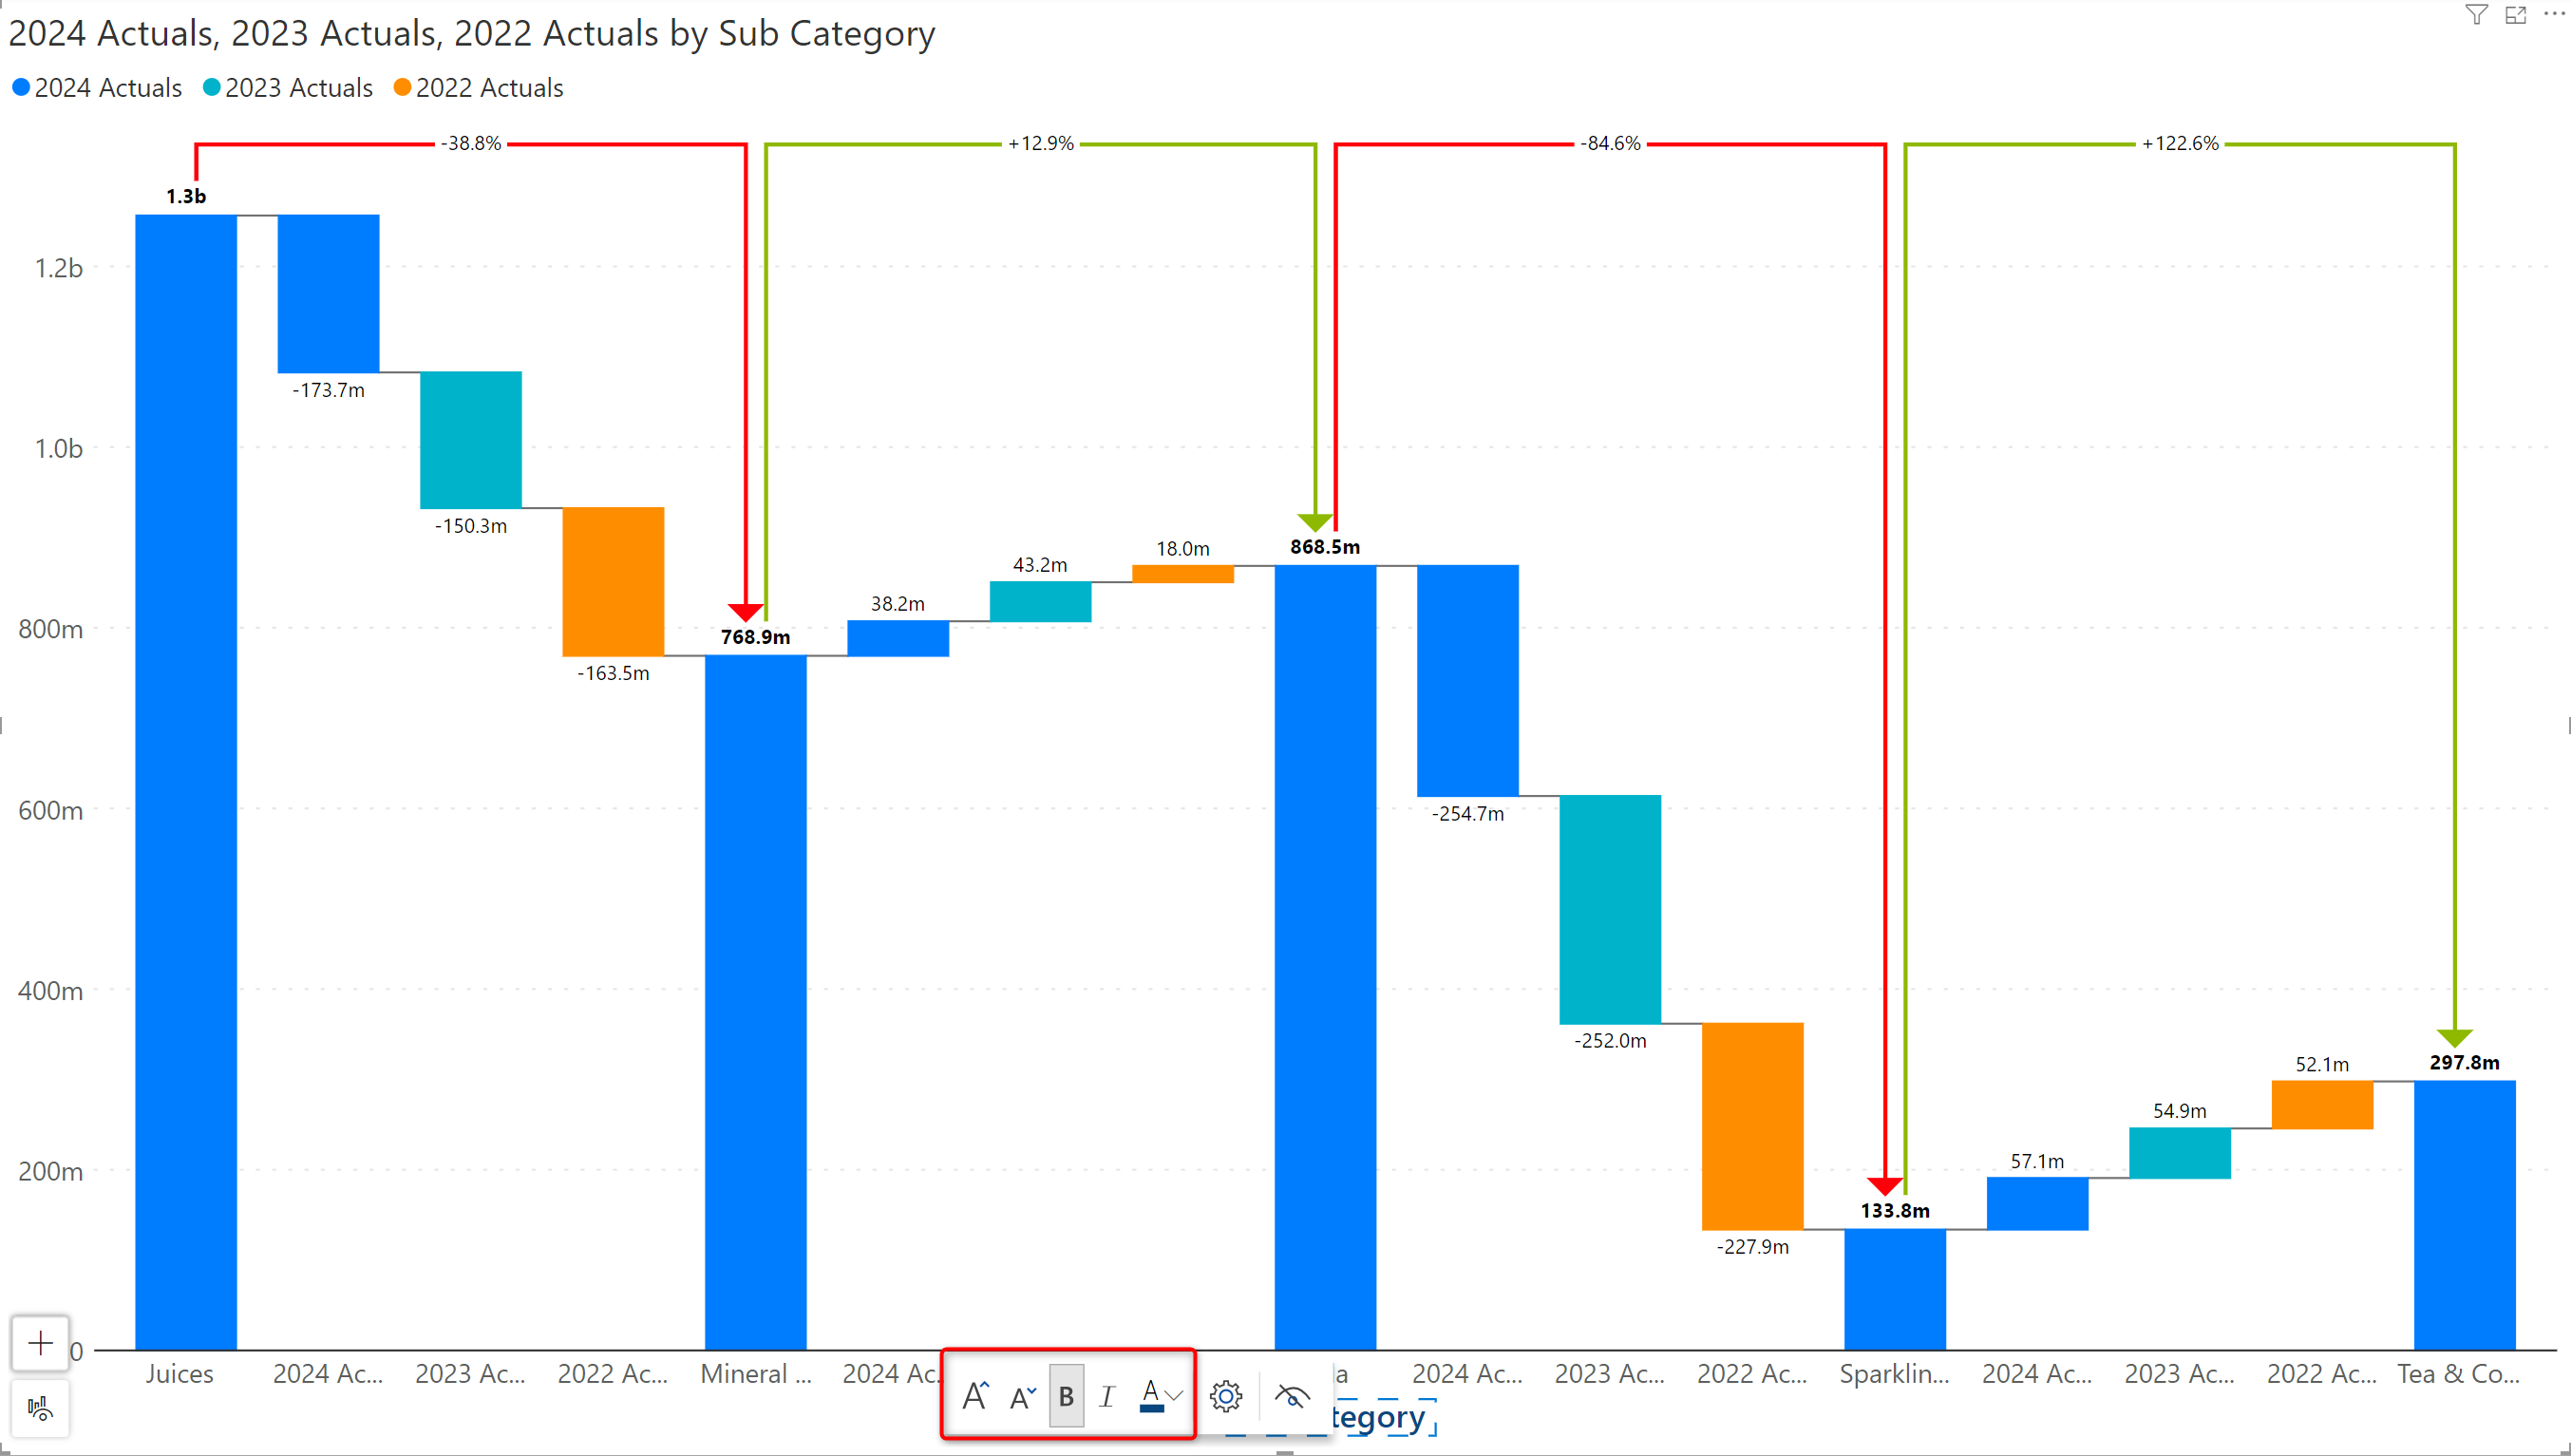 2024 Actuals, 2023 Actuals, 2022 Actuals by Sub Category
2024 Actuals 2023 Actuals 2022 Actuals
-38.8% +12.9% -84.6% +122.6%
1.3b
1.2b
-173.7m
1.0b
-150.3m
868.5m
18.0m
43.2m
38.2m
800m
768.9m
-163.5m
600m
-254.7m
400m
-252.0m
297.8m
52.1m
54.9m
57.1m
200m
133.8m
-227.9m
0
Juices 2024 Ac... 2023 Ac... 2022 Ac... Mineral ... 2024 Ac a 2024 Ac... 2023 Ac... 2022 Ac... Sparklin... 2024 Ac... 2023 Ac... 2022 Ac... Tea & Co...
A A B I A
tegory